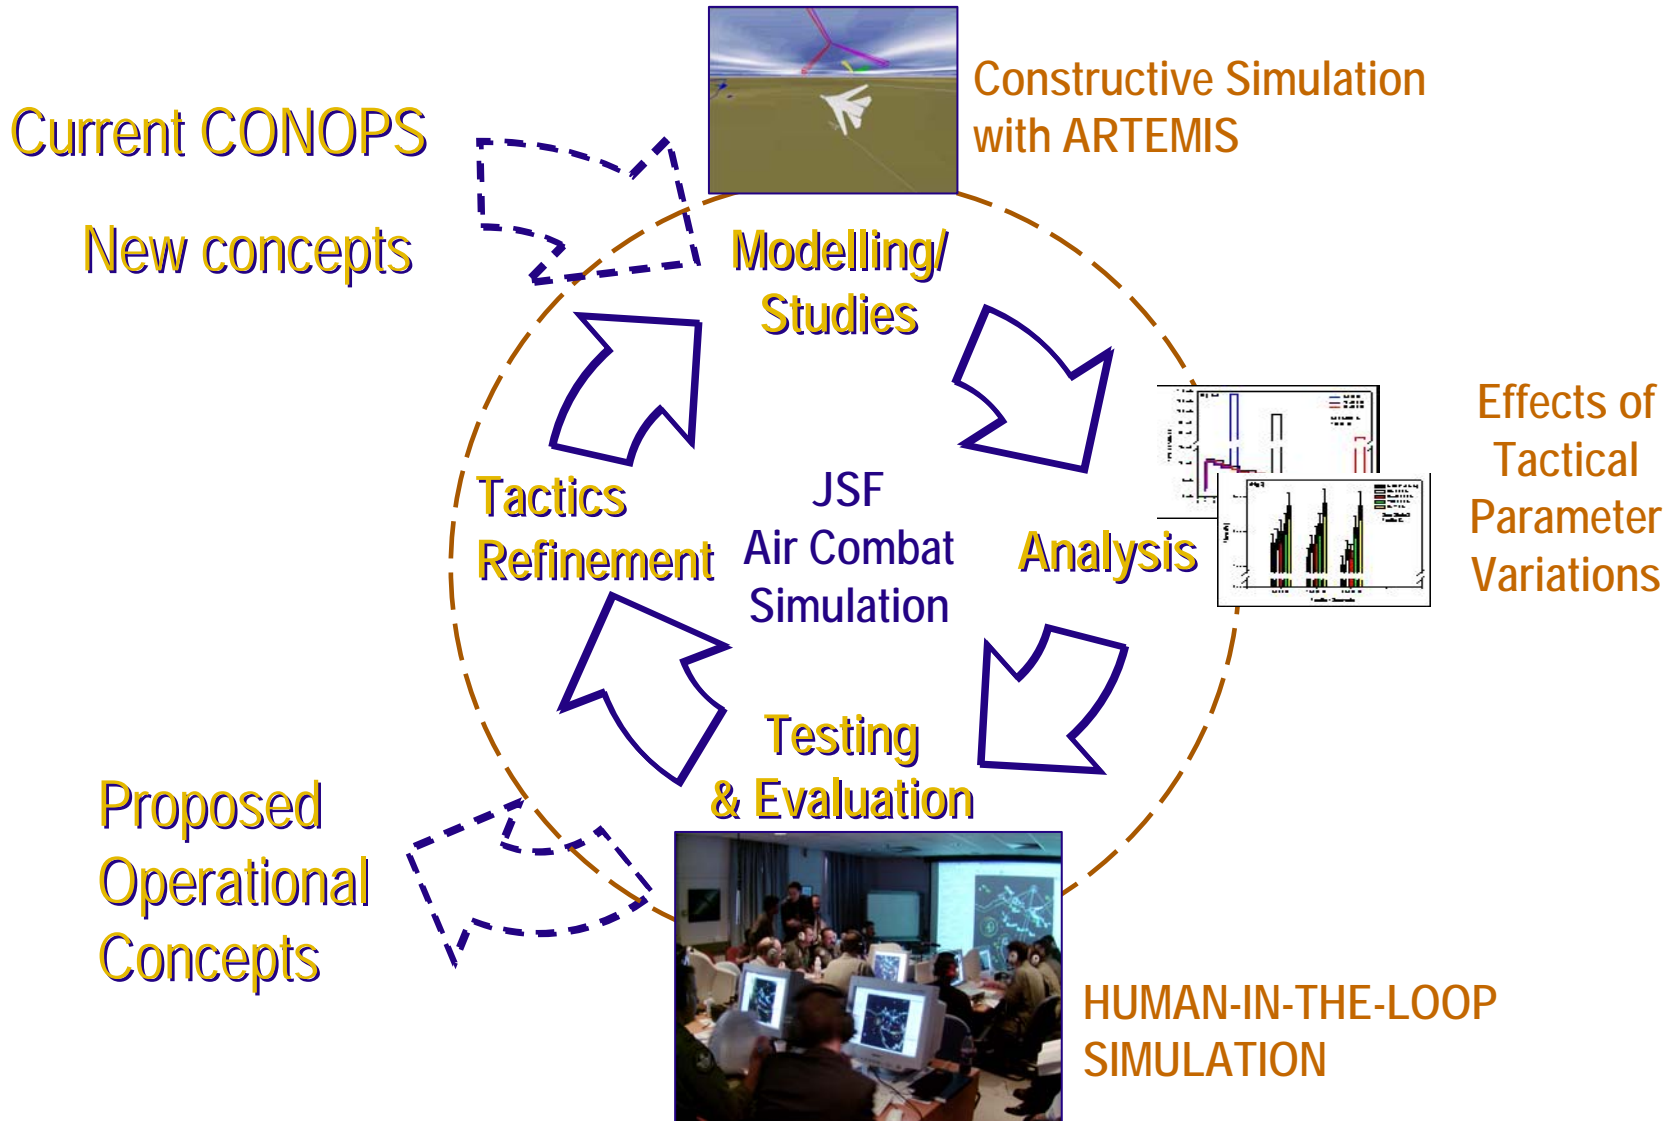 Current CONOPS
New concepts
Constructive Simulation
with ARTEMIS
Modelling/
Studies
Effects of
Tactical
Parameter
Variations
Tactics
Refinement
JSF
Air Combat
Simulation
Analysis
Testing
& Evaluation
Proposed
Operational
Concepts
HUMAN-IN-THE-LOOP
SIMULATION